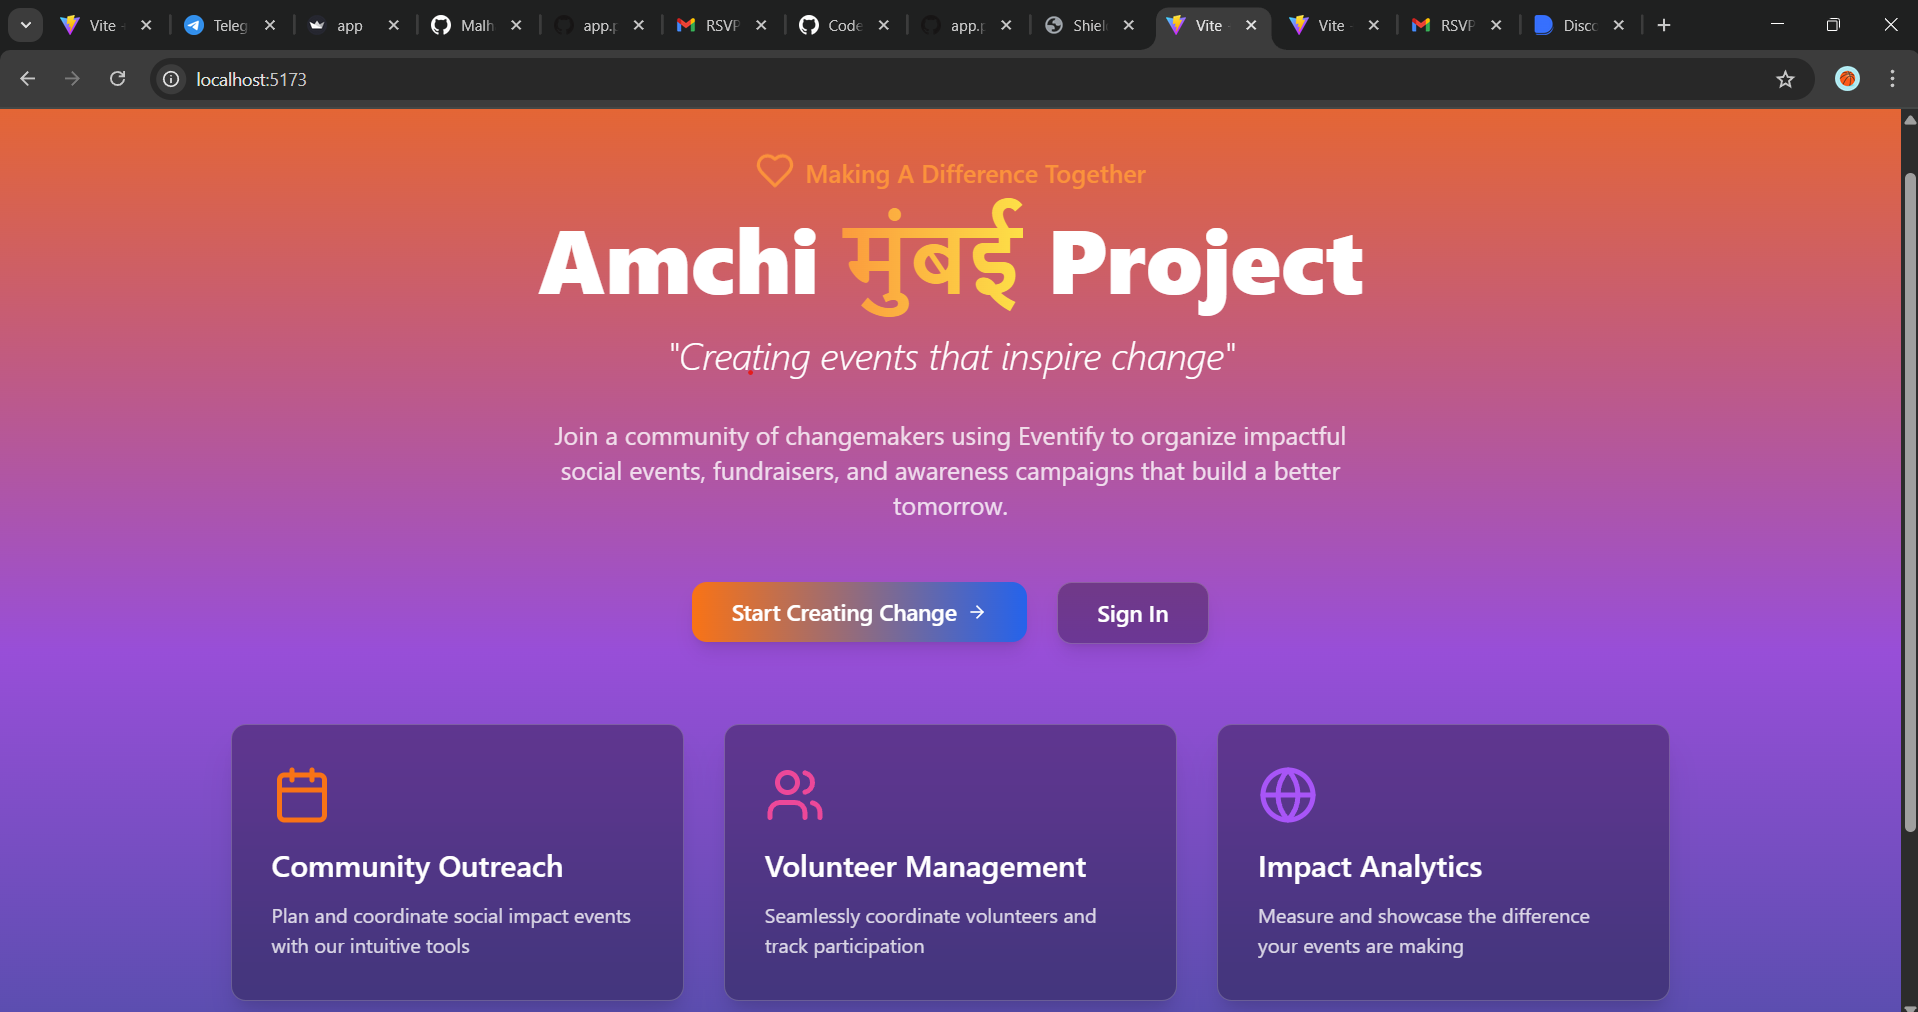 Vite
Teleg
app
Malh
app.p
RSVP
Code
app.p
Shiel
Vite
Vite
RSVP
Disco
localhost:5173
Making A Difference Together
Amchi मुंबई Project
"Creating events that inspire change"
Join a community of changemakers using Eventify to organize impactful
social events, fundraisers, and awareness campaigns that build a better
tomorrow.
Start Creating Change →
Sign In
Community Outreach
Plan and coordinate social impact events
with our intuitive tools
Volunteer Management
Seamlessly coordinate volunteers and
track participation
Impact Analytics
Measure and showcase the difference
your events are making